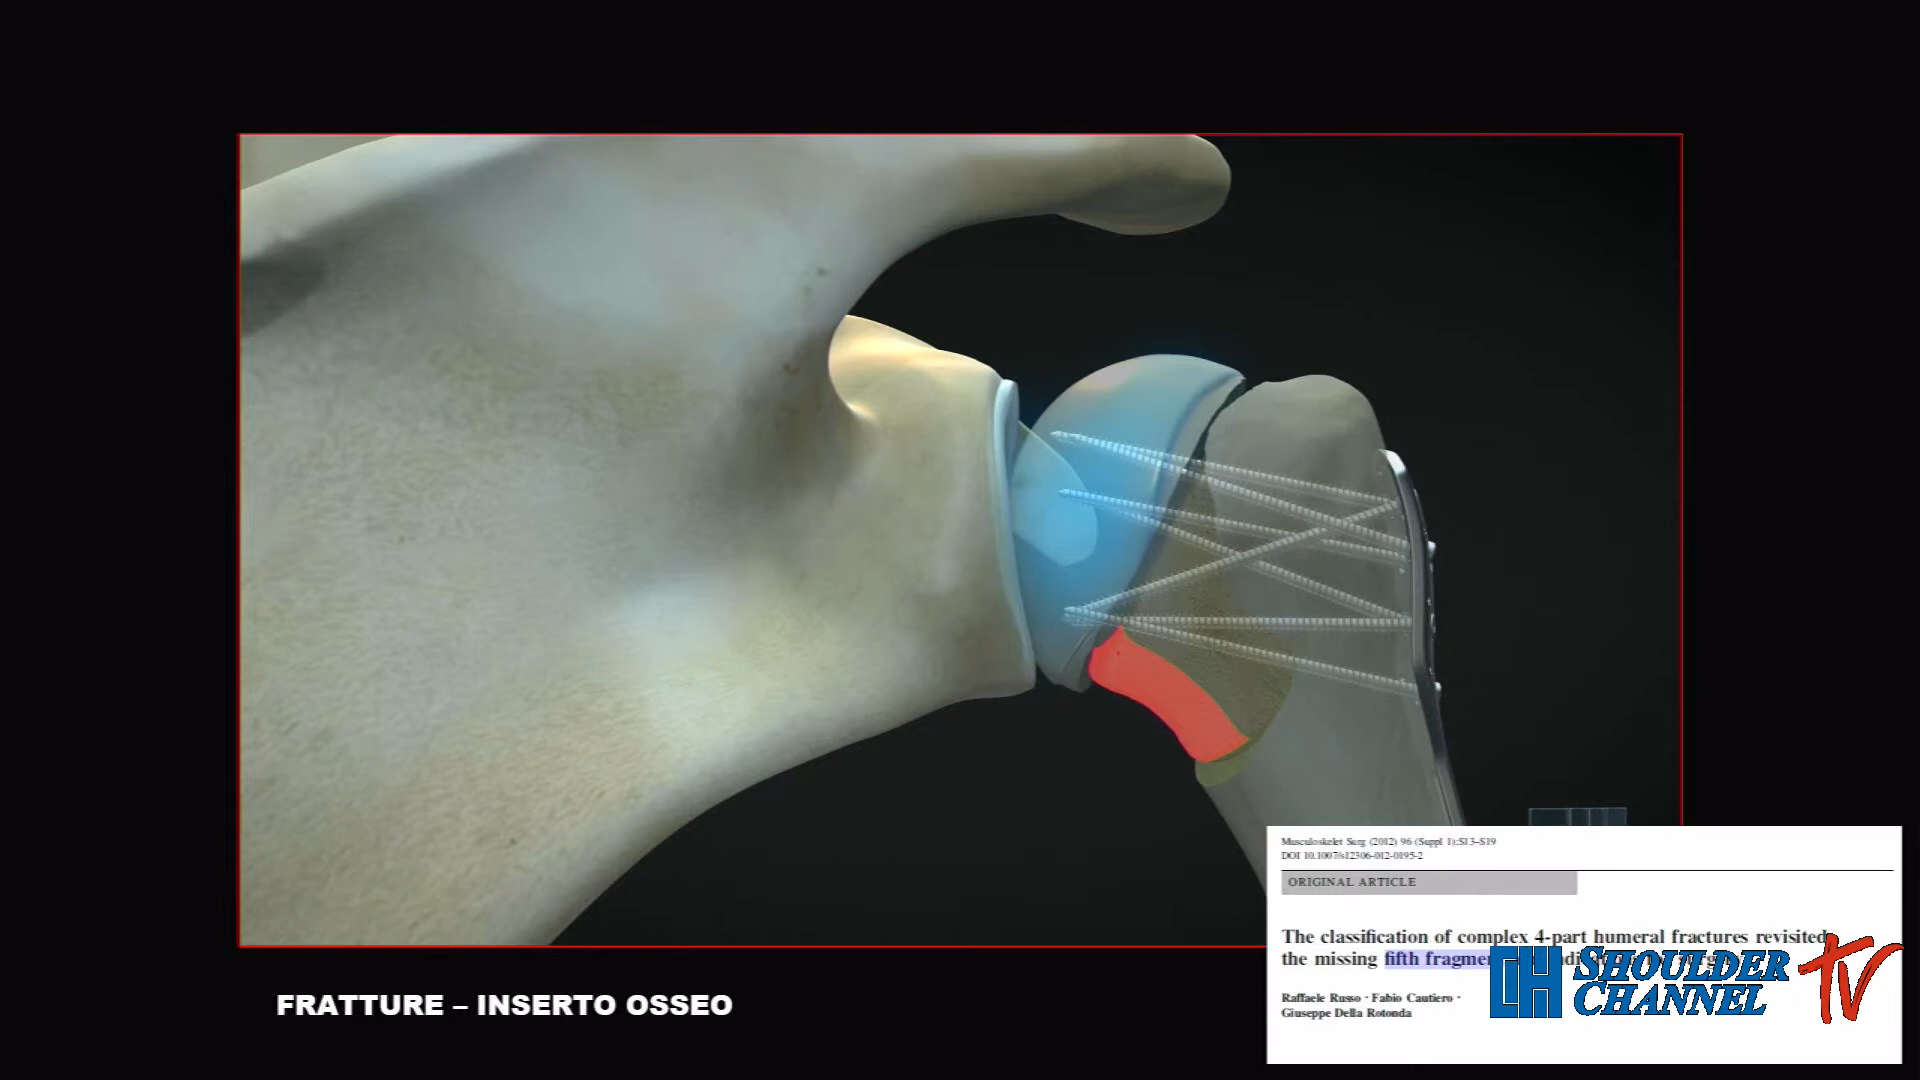 Musculoskelet Surg (2012) 96 (Suppl 1):S13–S19
DOI 10.1007/s12306-012-0195-2
ORIGINAL ARTICLE
The classification of complex 4-part humeral fractures revisited:
the missing fifth fragment
Raffaele Russo · Fabio Cautiero ·
Giuseppe Della Rotonda
SHOULDER
CHANNEL
TV
FRATTURE – INSERTO OSSEO